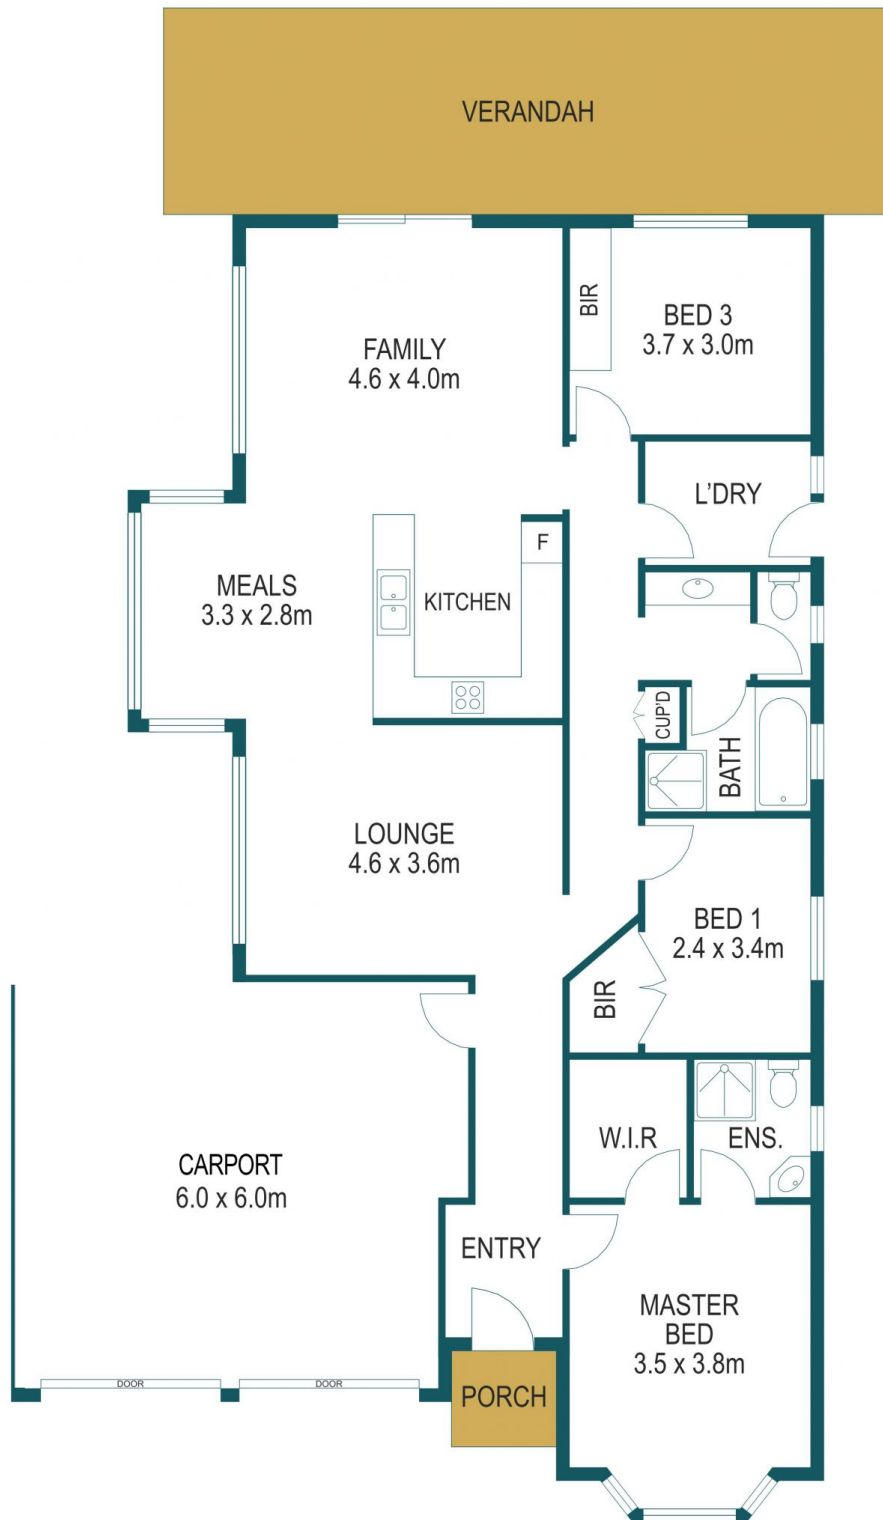 VERANDAH
BIR
BED 3
3.7 x 3.0m
FAMILY
4.6 x 4.0m
L'DRY
F
MEALS
3.3 x 2.8m
KITCHEN
CUP'D
BATH
LOUNGE
4.6 x 3.6m
BED 1
2.4 x 3.4m
BIR
W.I.R
ENS.
CARPORT
6.0 x 6.0m
ENTRY
MASTER
BED
3.5 x 3.8m
DOOR
DOOR
PORCH